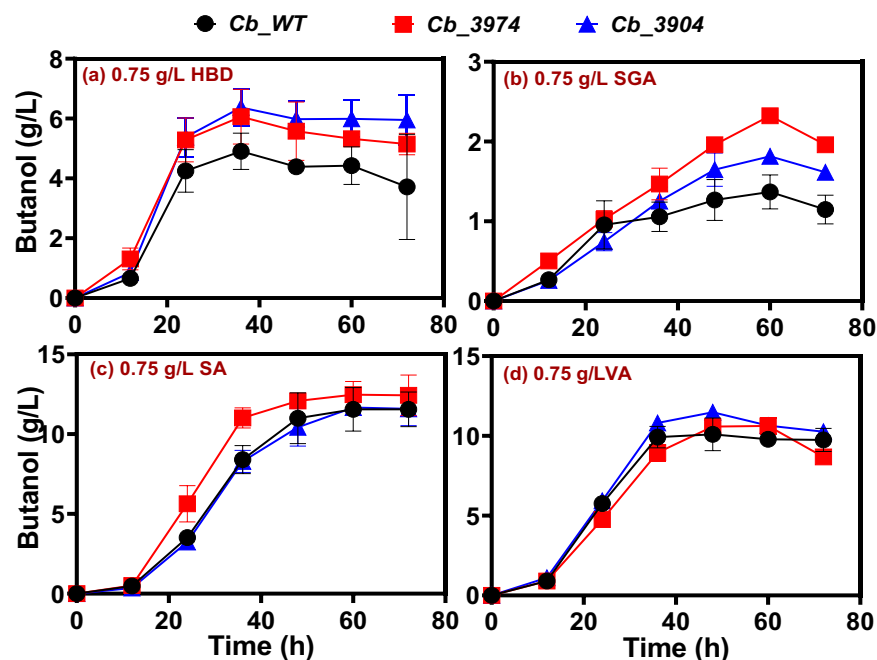 Cb_WT Cb_3974 Cb_3904
(a) 0.75 g/L HBD
(b) 0.75 g/L SGA
Butanol (g/L)
8
6
4
2
0
0 20 40 60 80
3
2
1
0
0 20 40 60 80
(c) 0.75 g/L SA
(d) 0.75 g/LVA
Butanol (g/L)
15
10
5
0
0 20 40 60 80
Time (h)
15
10
5
0
0 20 40 60 80
Time (h)